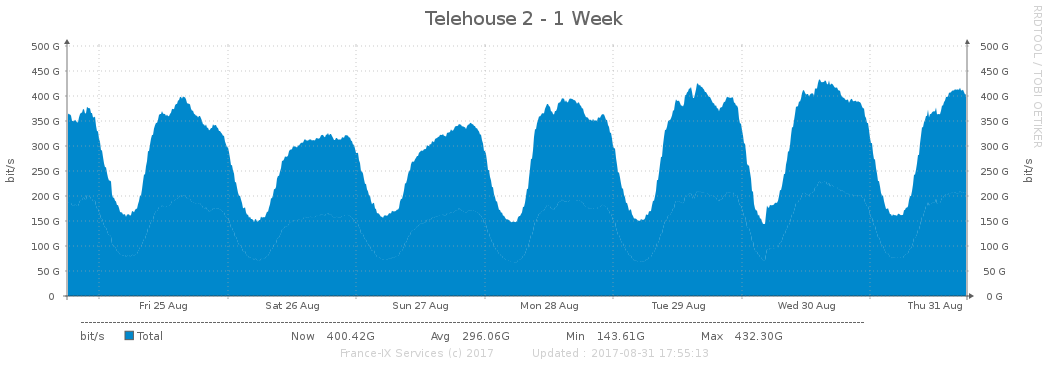 Telehouse 2 - 1 Week
RRDTOOL / TOBI OETIKER
500 G 500 G
450 G 450 G
400 G 400 G
350 G 350 G
300 G 300 G
250 G 250 G
200 G 200 G
150 G 150 G
100 G 100 G
50 G 50 G
0 0 G
bit/s bit/s
Fri 25 Aug Sat 26 Aug Sun 27 Aug Mon 28 Aug Tue 29 Aug Wed 30 Aug Thu 31 Aug
bit/s Total Now 400.42G Avg 296.06G Min 143.61G Max 432.30G
France-IX Services (c) 2017 Updated : 2017-08-31 17:55:13